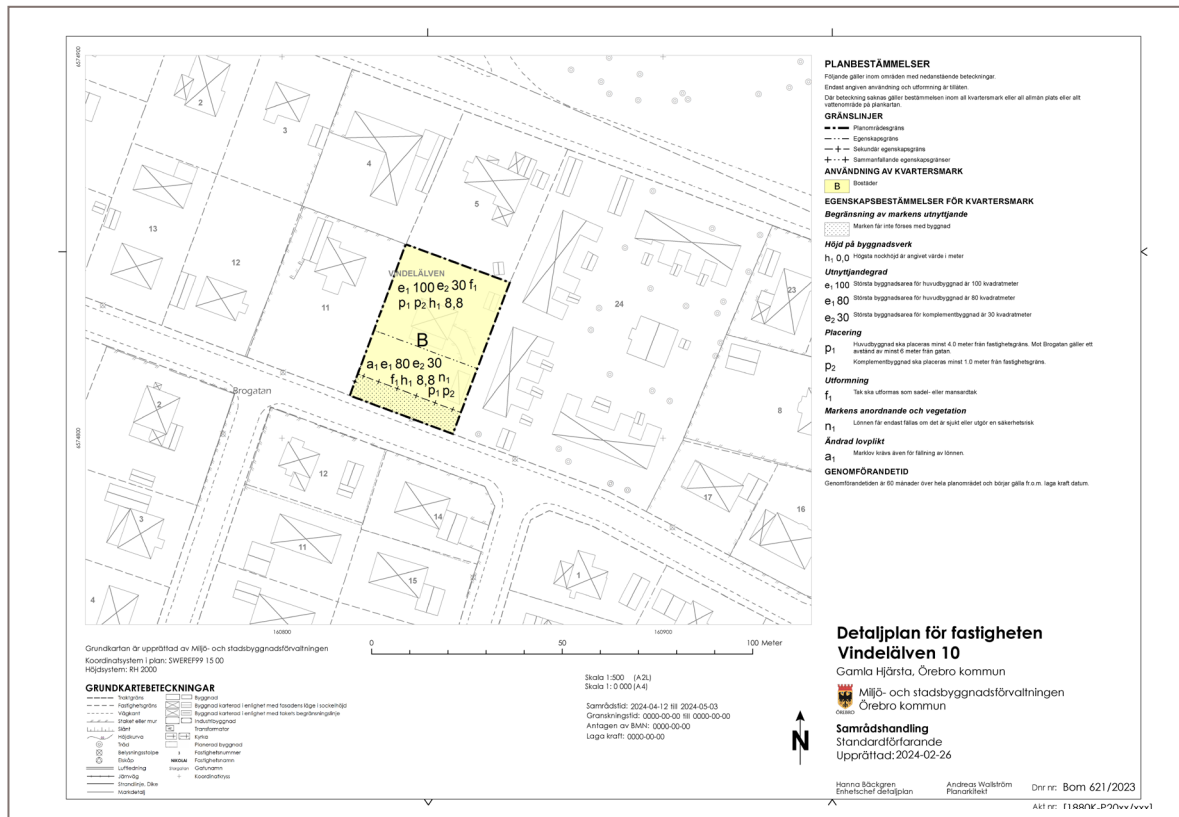 6574900
6574800
2
3
4
5
13
12
11
24
23
8
VINDELÄLVEN
e₁ 100 e₂ 30 f₁
p₁ p₂ h₁ 8,8
B
a₁ e₁ 80 e₂ 30
f₁ h₁ 8,8 n₁
p₁ p₂
Brogatan
2
12
14
3
11
15
1
17
16
4
160800
160900
0 50 100 Meter
PLANBESTÄMMELSER
Följande gäller inom områden med nedanstående beteckningar.
Endast angiven användning och utformning är tillåten.
Där beteckning saknas gäller bestämmelsen inom all kvartersmark eller all allmän plats eller allt
vattenområde på plankartan.
GRÄNSLINJER
Planområdesgräns
Egenskapsgräns
Sekundär egenskapsgräns
Sammanfallande egenskapsgränser
ANVÄNDNING AV KVARTERSMARK
B Bostäder
EGENSKAPSBESTÄMMELSER FÖR KVARTERSMARK
Begränsning av markens utnyttjande
Marken får inte förses med byggnad
Höjd på byggnadsverk
h₁ 0,0 Högsta nockhöjd är angivet värde i meter
Utnyttjandegrad
e₁ 100 Största byggnadsarea för huvudbyggnad är 100 kvadratmeter
e₁ 80 Största byggnadsarea för huvudbyggnad är 80 kvadratmeter
e₂ 30 Största byggnadsarea för komplementbyggnad är 30 kvadratmeter
Placering
p₁ Huvudbyggnad ska placeras minst 4.0 meter från fastighetsgräns. Mot Brogatan gäller ett
avstånd av minst 6 meter från gatan.
p₂ Komplementbyggnad ska placeras minst 1.0 meter från fastighetsgräns.
Utformning
f₁ Tak ska utformas som sadel- eller mansardtak
Markens anordnande och vegetation
n₁ Lönnen får endast fällas om det är sjukt eller utgör en säkerhetsrisk
Ändrad lovplikt
a₁ Marklov krävs även för fällning av lönnen.
GENOMFÖRANDETID
Genomförandetiden är 60 månader över hela planområdet och börjar gälla fr.o.m. laga kraft datum.
Grundkartan är upprättad av Miljö- och stadsbyggnadsförvaltningen
Koordinatsystem i plan: SWEREF99 15 00
Höjdsystem: RH 2000
GRUNDKARTEBETECKNINGAR
Traktgräns
Fastighetsgräns
Vägkant
Staket eller mur
Slänt
Höjdkurva
Träd
Belysningsstolpe
Elskåp
Luftledning
Järnväg
Strandlinje, Dike
Markdetalj
Byggnad
Byggnad karterad i enlighet med fasadens läge i sockelhöjd
Byggnad karterad i enlighet med takets begränsningslinje
Industribyggnad
Transformator
Kyrka
Planerad byggnad
Fastighetsnummer
NIKOLAI Fastighetsnamn
Gatunamn
Koordinatkryss
Skala 1:500 (A2L)
Skala 1: 0 000 (A4)
Samrådstid: 2024-04-12 till 2024-05-03
Granskningstid: 0000-00-00 till 0000-00-00
Antagen av BMN: 0000-00-00
Laga kraft: 0000-00-00
N
Detaljplan för fastigheten
Vindelälven 10
Gamla Hjärsta, Örebro kommun
ÖREBRO
Miljö- och stadsbyggnadsförvaltningen
Örebro kommun
Samrådshandling
Standardförfarande
Upprättad: 2024-02-26
Hanna Bäckgren
Enhetschef detaljplan
Andreas Wallström
Planarkitekt
Dnr nr: Bom 621/2023
Akt nr: [1880K-P20xx/xxx]